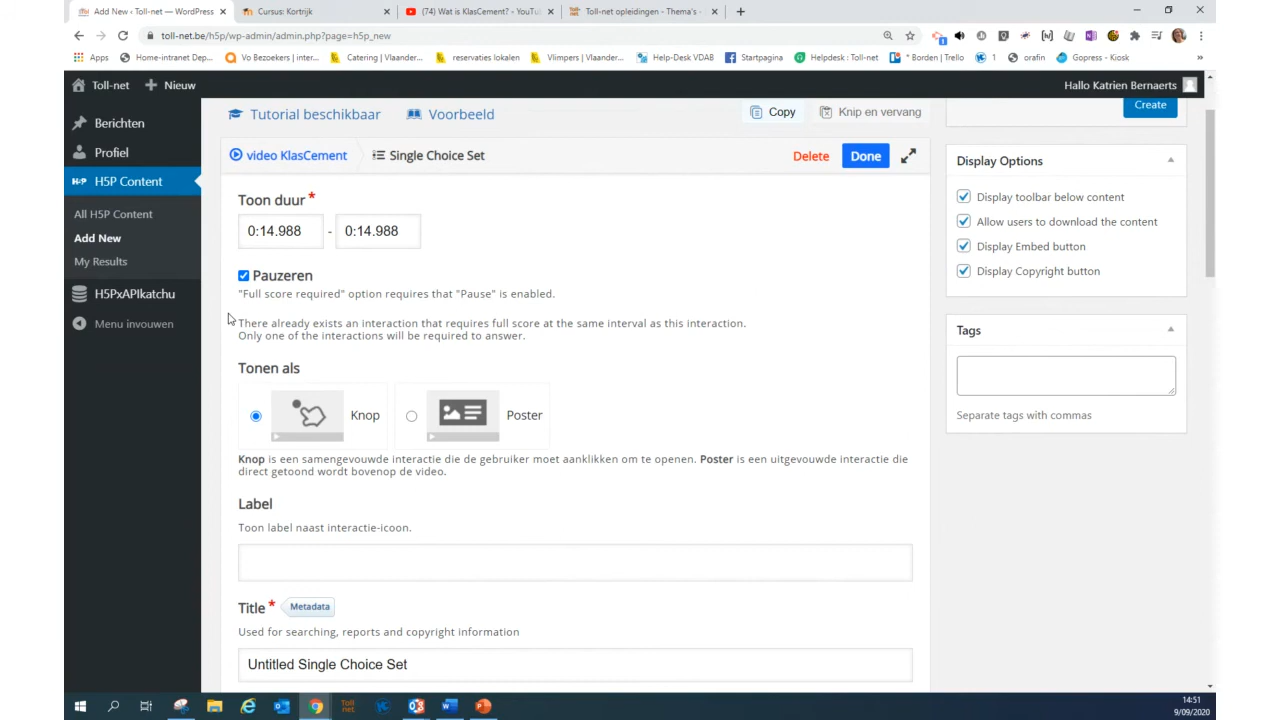 Add New ‹ Toll-net — WordPress
Cursus: Kortrijk
(74) Wat is KlasCement? - YouTu
Toll-net opleidingen - Thema's -
toll-net.be/h5p/wp-admin/admin.php?page=h5p_new
Apps
Home-intranet Dep...
Vo Bezoekers | inter...
Catering | Vlaander...
reservaties lokalen
Vlimpers | Vlaander...
Help-Desk VDAB
Startpagina
Helpdesk : Toll-net
* Borden | Trello
1
orafin
Gopress - Kiosk
»
Toll-net
Nieuw
Hallo Katrien Bernaerts
Berichten
Profiel
H5P Content
All H5P Content
Add New
My Results
H5PxAPIkatchu
Menu invouwen
Tutorial beschikbaar
Voorbeeld
Copy
Knip en vervang
video KlasCement
Single Choice Set
Delete
Done
Toon duur *
0:14.988 - 0:14.988
Pauzeren
"Full score required" option requires that "Pause" is enabled.
There already exists an interaction that requires full score at the same interval as this interaction.
Only one of the interactions will be required to answer.
Tonen als
Knop
Poster
Knop is een samengevouwde interactie die de gebruiker moet aanklikken om te openen. Poster is een uitgevouwde interactie die
direct getoond wordt bovenop de video.
Label
Toon label naast interactie-icoon.
Title * Metadata
Used for searching, reports and copyright information
Untitled Single Choice Set
Create
Display Options
Display toolbar below content
Allow users to download the content
Display Embed button
Display Copyright button
Tags
Separate tags with commas
14:51
9/09/2020